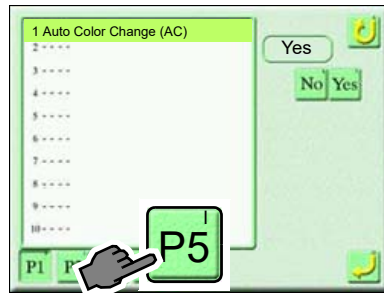 1 Auto Color Change (AC)
Yes
2 - - - -
3 - - - -
No Yes
4 - - - -
5 - - - -
6 - - - -
7 - - - -
8 - - - -
9 - - - -
10 - - - -
P1
P5